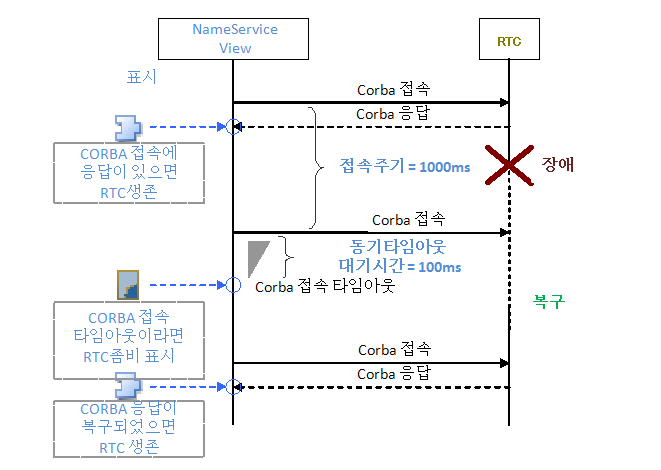 NameService
View
RTC
표시
Corba 접속
Corba 응답
CORBA 접속에
응답이 있으면
RTC생존
접속주기 = 1000ms
장애
Corba 접속
동기타임아웃
대기시간 = 100ms
Corba 접속 타임아웃
복구
CORBA 접속
타임아웃이라면
RTC좀비 표시
Corba 접속
Corba 응답
CORBA 응답이
복구되었으면
RTC 생존